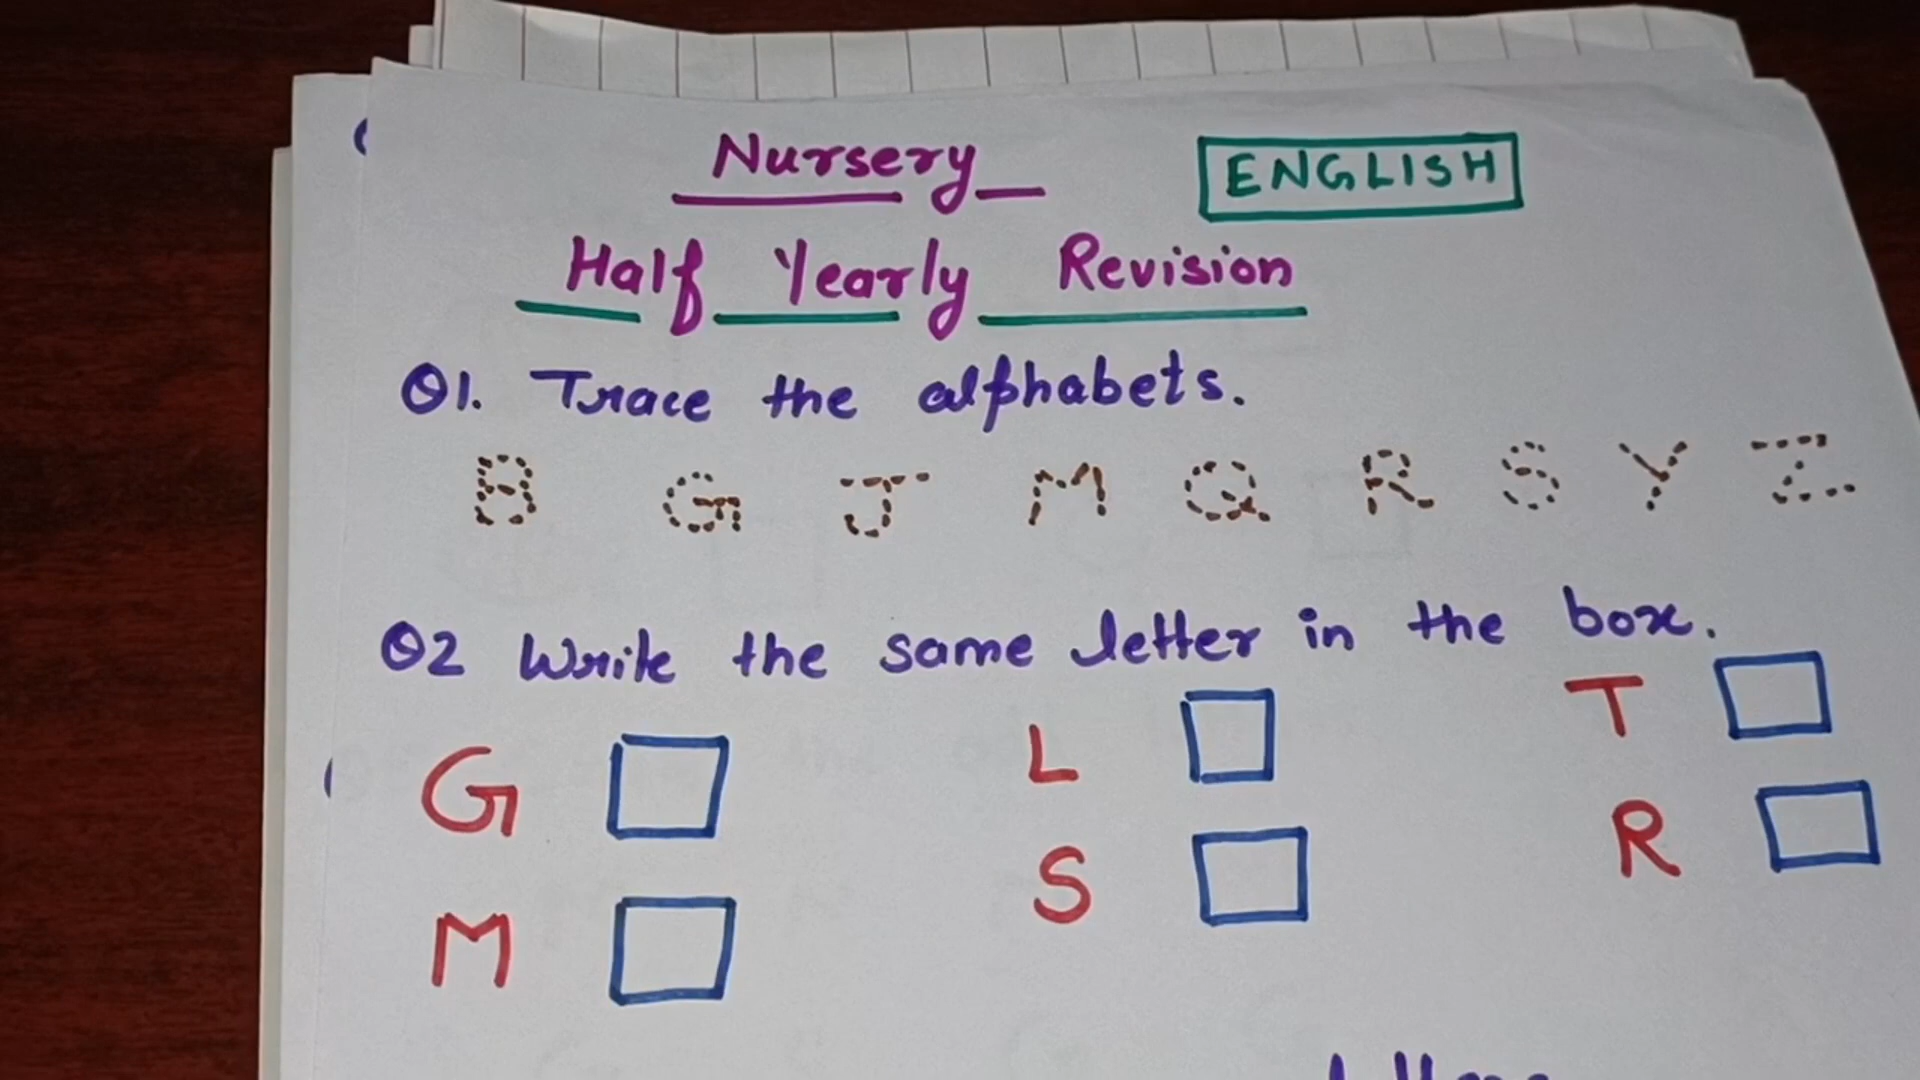 Nursery
ENGLISH
Half Yearly Revision
Q1. Trace the alphabets.
B G J M Q R S Y Z
Q2 Write the same letter in the box.
G L T
M S R